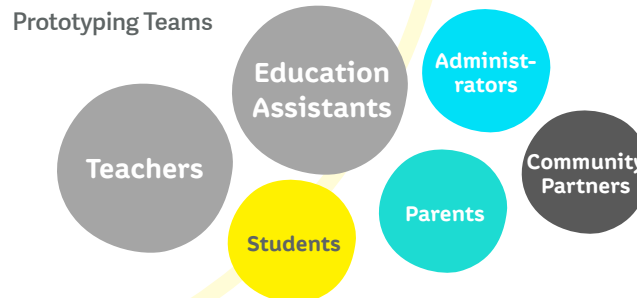 Prototyping Teams
Education
Assistants
Administ-
rators
Teachers
Community
Partners
Students
Parents